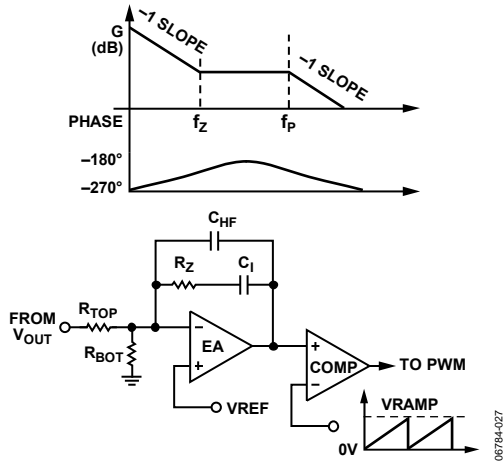 –1 SLOPE
G
(dB)
–1 SLOPE
PHASE
fZ
fP
–180°
–270°
CHF
RZ
CI
FROM
VOUT
RTOP
RBOT
–
EA
+
VREF
+
COMP
–
TO PWM
VRAMP
0V
05784-027